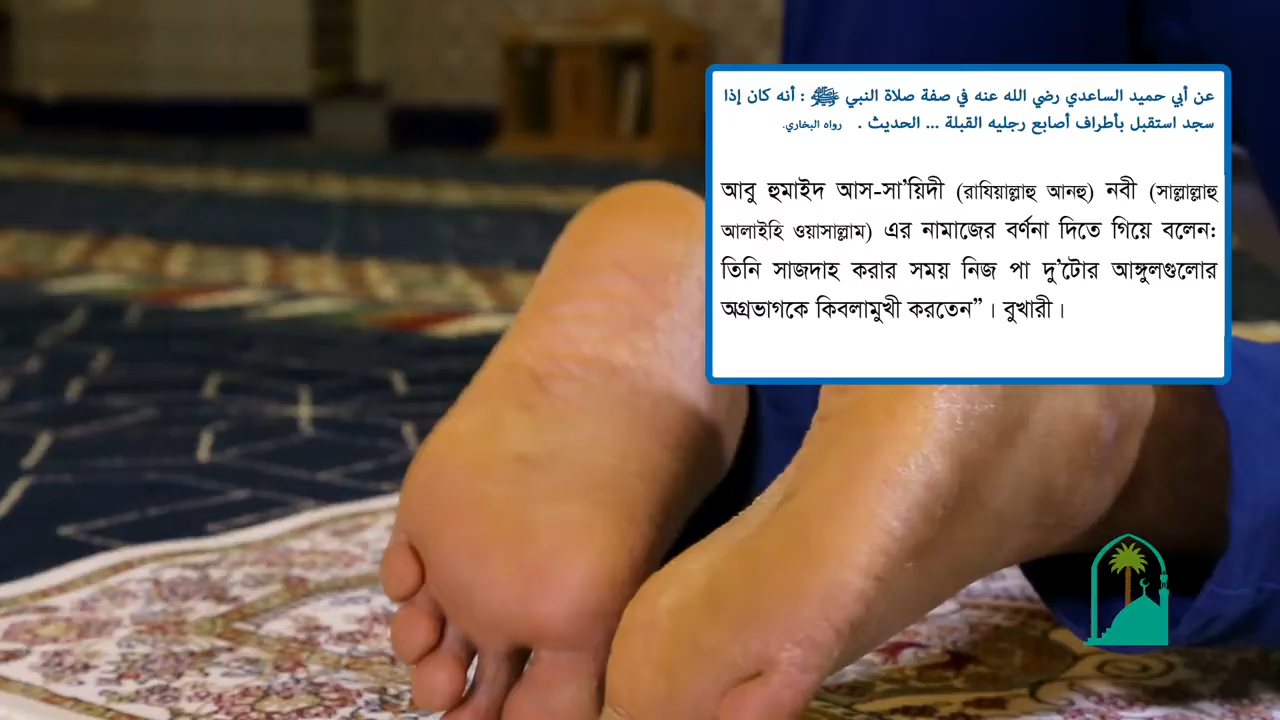 عن أبي حميد الساعدي رضي الله عنه في صفة صلاة النبي ﷺ : أنه كان إذا
سجد استقبل بأطراف أصابع رجليه القبلة ... الحديث . رواه البخاري.
আবু হুমাইদ আস-সা’য়িদী (রাযিয়াল্লাহু আনহু) নবী (সাল্লাল্লাহু
আলাইহি ওয়াসাল্লাম) এর নামাজের বর্ণনা দিতে গিয়ে বলেন:
তিনি সাজদাহ করার সময় নিজ পা দু’টোর আঙ্গুলগুলোর
অগ্রভাগকে কিবলামুখী করতেন”। বুখারী।